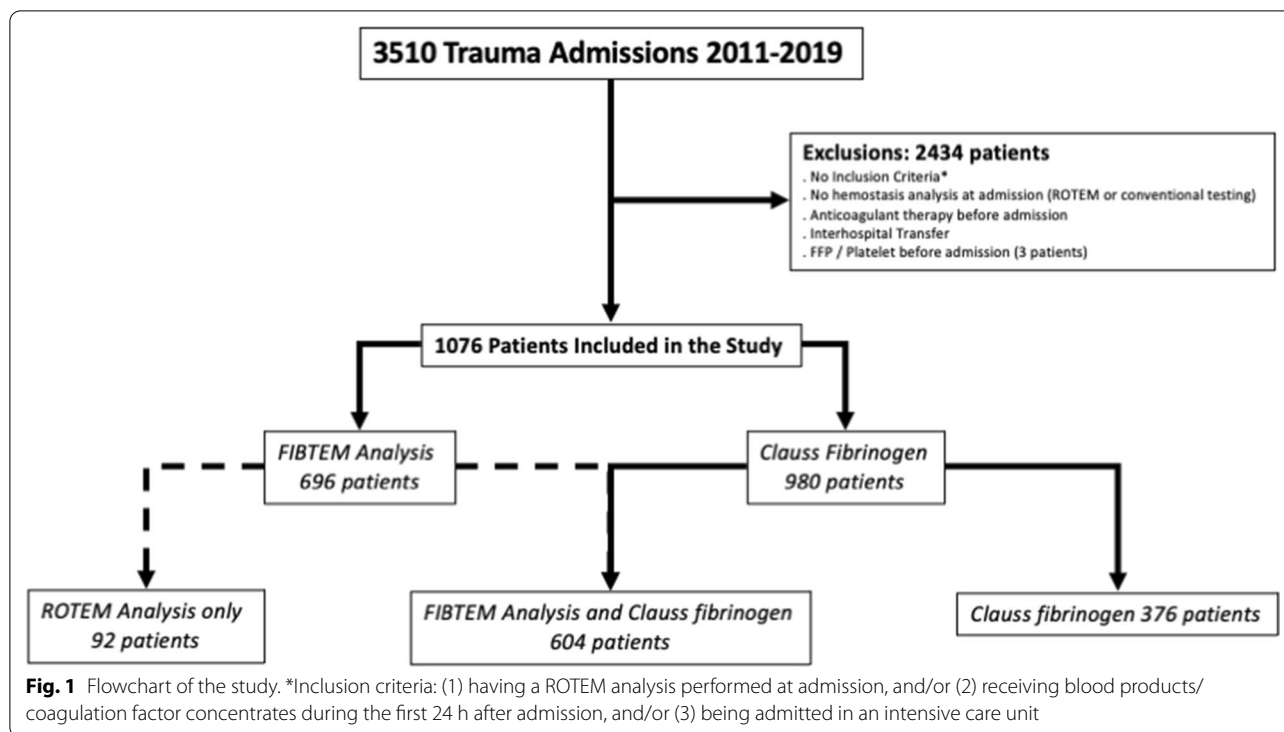 3510 Trauma Admissions 2011-2019
Exclusions: 2434 patients
. No Inclusion Criteria*
. No hemostasis analysis at admission (ROTEM or conventional testing)
. Anticoagulant therapy before admission
. Interhospital Transfer
. FFP / Platelet before admission (3 patients)
1076 Patients Included in the Study
FIBTEM Analysis
696 patients
Clauss Fibrinogen
980 patients
ROTEM Analysis only
92 patients
FIBTEM Analysis and Clauss fibrinogen
604 patients
Clauss fibrinogen 376 patients
Fig. 1 Flowchart of the study. *Inclusion criteria: (1) having a ROTEM analysis performed at admission, and/or (2) receiving blood products/
coagulation factor concentrates during the first 24 h after admission, and/or (3) being admitted in an intensive care unit